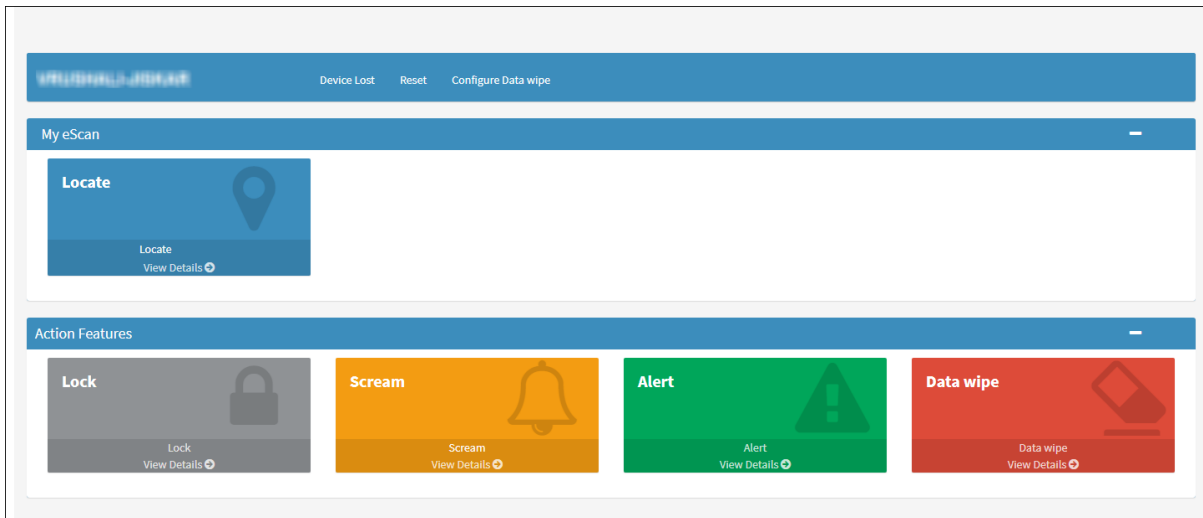 Device Lost Reset Configure Data wipe
My eScan
Locate
Locate
View Details
Action Features
Lock Scream Alert Data wipe
Lock Scream Alert Data wipe
View Details View Details View Details View Details